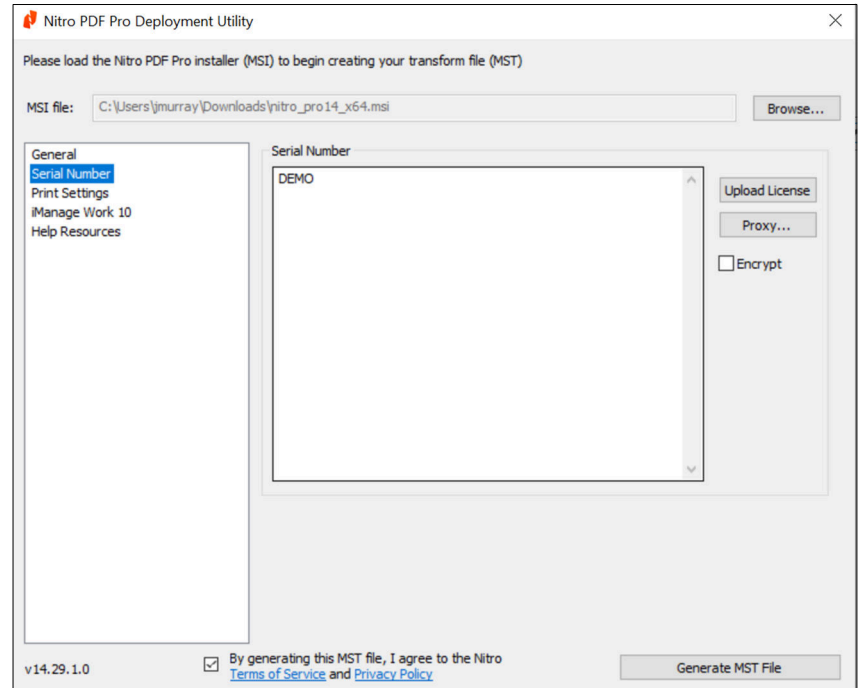 Nitro PDF Pro Deployment Utility
Please load the Nitro PDF Pro installer (MSI) to begin creating your transform file (MST)
MSI file: C:\Users\jmurray\Downloads\nitro_pro14_x64.msi Browse...
General
Serial Number
Print Settings
iManage Work 10
Help Resources
Serial Number
DEMO
Upload License
Proxy...
Encrypt
v14.29.1.0
By generating this MST file, I agree to the Nitro
Terms of Service and Privacy Policy
Generate MST File